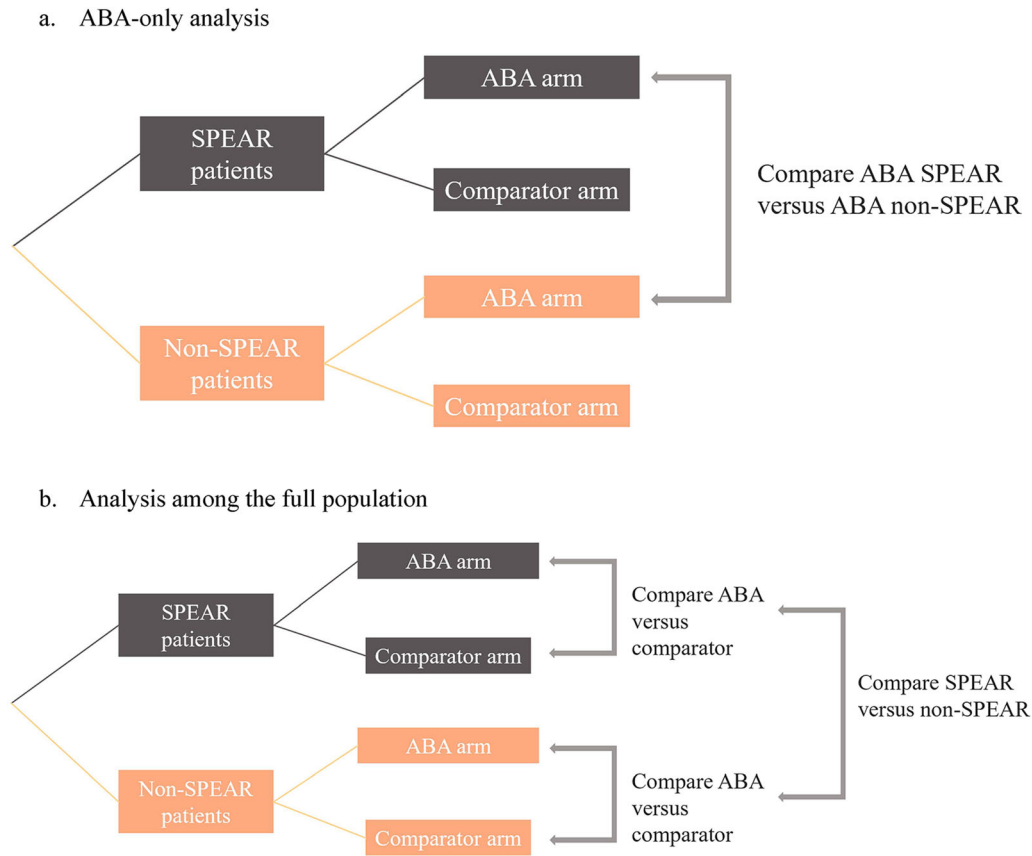 a. ABA-only analysis
ABA arm
SPEAR
patients
Comparator arm
Compare ABA SPEAR
versus ABA non-SPEAR
ABA arm
Non-SPEAR
patients
Comparator arm
b. Analysis among the full population
ABA arm
SPEAR
patients
Comparator arm
Compare ABA
versus
comparator
Compare SPEAR
versus non-SPEAR
ABA arm
Non-SPEAR
patients
Comparator arm
Compare ABA
versus
comparator